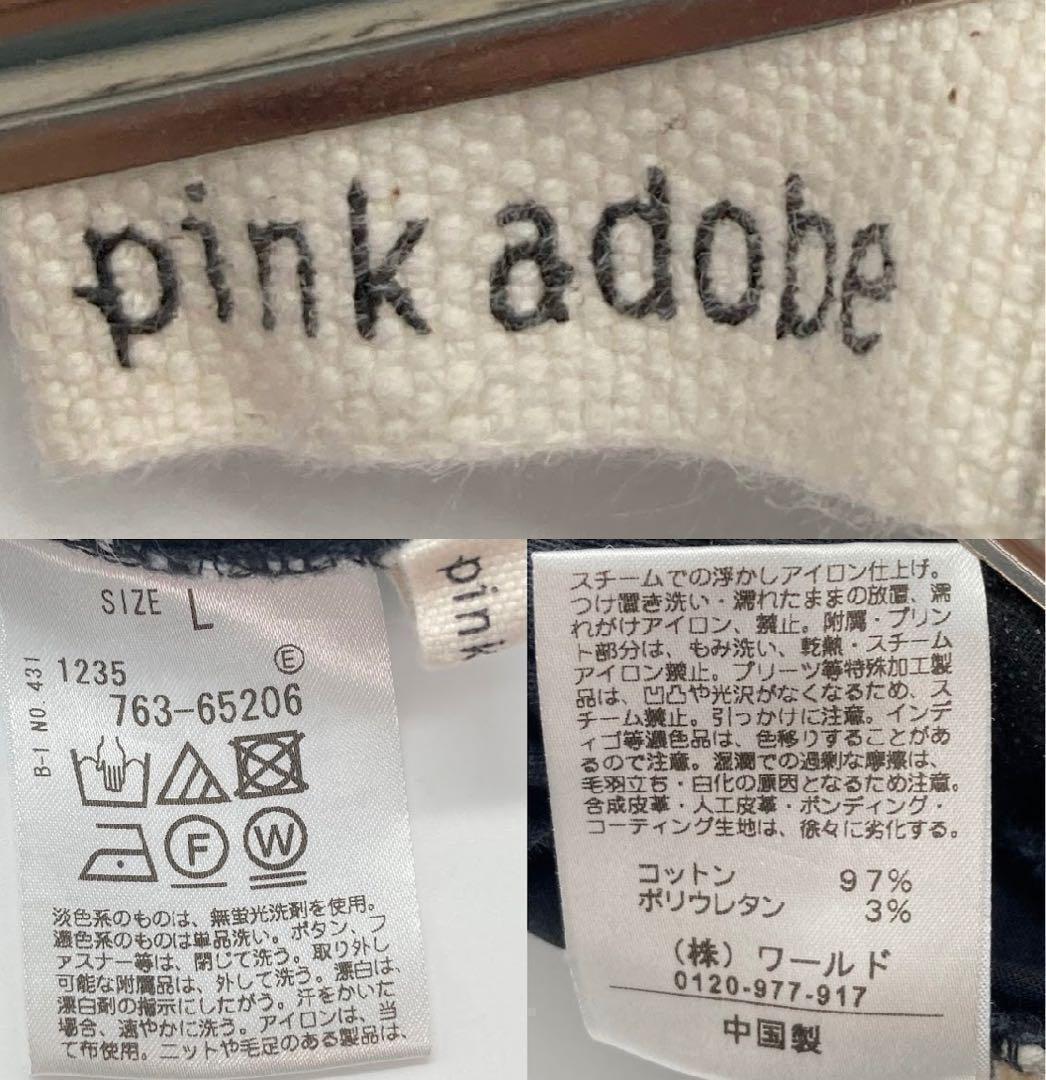 pink adobe
SIZE L
B-1 NO. 431
1235
Ⓔ
763-65206
F
W
淡色系のものは、無蛍光洗剤を使用。
濃色系のものは単品洗い。ボタン、フ
ァスナー等は、閉じて洗う。取り外し
可能な附属品は、外して洗う。漂白は、
漂白剤の指示にしたがう。汗をかいた
場合、速やかに洗う。アイロンは、当
て布使用。ニットや毛足のある製品は、
pink
スチームでの浮かしアイロン仕上げ。
つけ置き洗い・濡れたままの放置、濡
れがけアイロン、禁止。附属・プリン
ト部分は、もみ洗い、乾熱・スチーム
アイロン禁止。プリーツ等特殊加工製
品は、凹凸や光沢がなくなるため、ス
チーム禁止。引っかけに注意。インデ
ィゴ等濃色品は、色移りすることがあ
るので注意。湿潤での過剰な摩擦は、
毛羽立ち・白化の原因となるため注意。
合成皮革・人工皮革・ボンディング・
コーティング生地は、徐々に劣化する。
コットン 97%
ポリウレタン 3%
(株)ワールド
0120-977-917
中国製